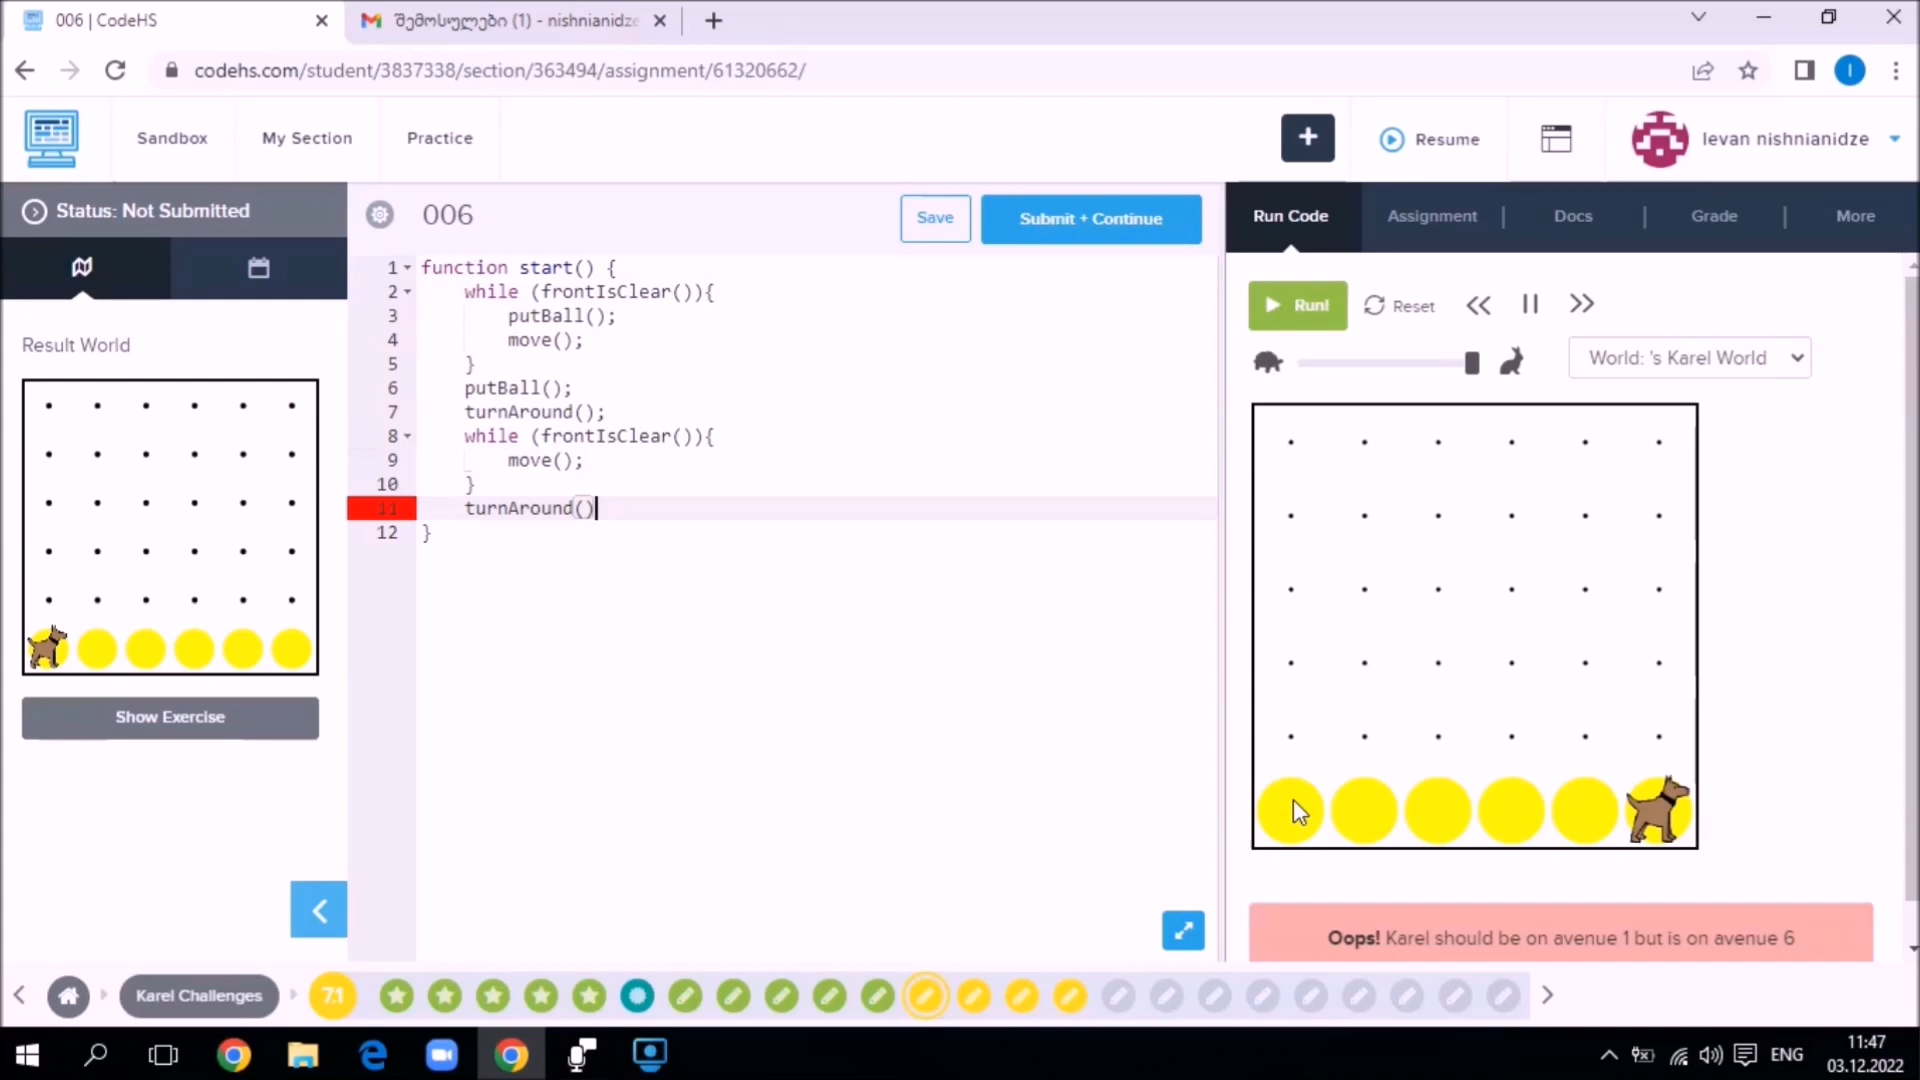 006 | CodeHS
შემოსულები (1) - nishnianidze
codehs.com/student/3837338/section/363494/assignment/61320662/
I
Sandbox
My Section
Practice
+
Resume
levan nishnianidze
Status: Not Submitted
006
Save
Submit + Continue
Run Code
Assignment
Docs
Grade
More
Result World
Show Exercise
1 function start() {
2 while (frontIsClear()){
3 putBall();
4 move();
5 }
6 putBall();
7 turnAround();
8 while (frontIsClear()){
9 move();
10 }
11 turnAround()
12 }
Run!
Reset
World: 's Karel World
Oops! Karel should be on avenue 1 but is on avenue 6
Karel Challenges
7.1
ENG
11:47
03.12.2022